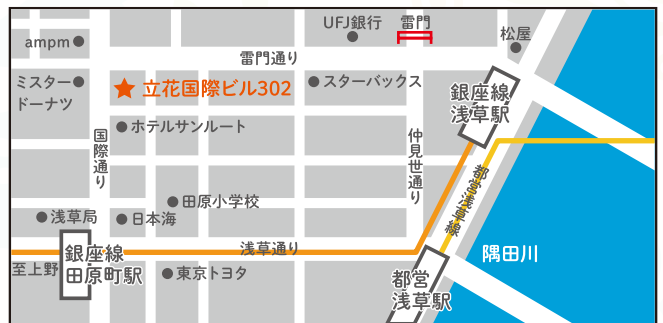 UFJ銀行
雷門
松屋
ampm
雷門通り
ミスター
ドーナツ
立花国際ビル302
スターバックス
銀座線
浅草駅
国際通り
ホテルサンルート
仲見世通り
都営浅草線
田原小学校
浅草局
日本海
銀座線
田原町駅
浅草通り
隅田川
至上野
東京トヨタ
都営
浅草駅